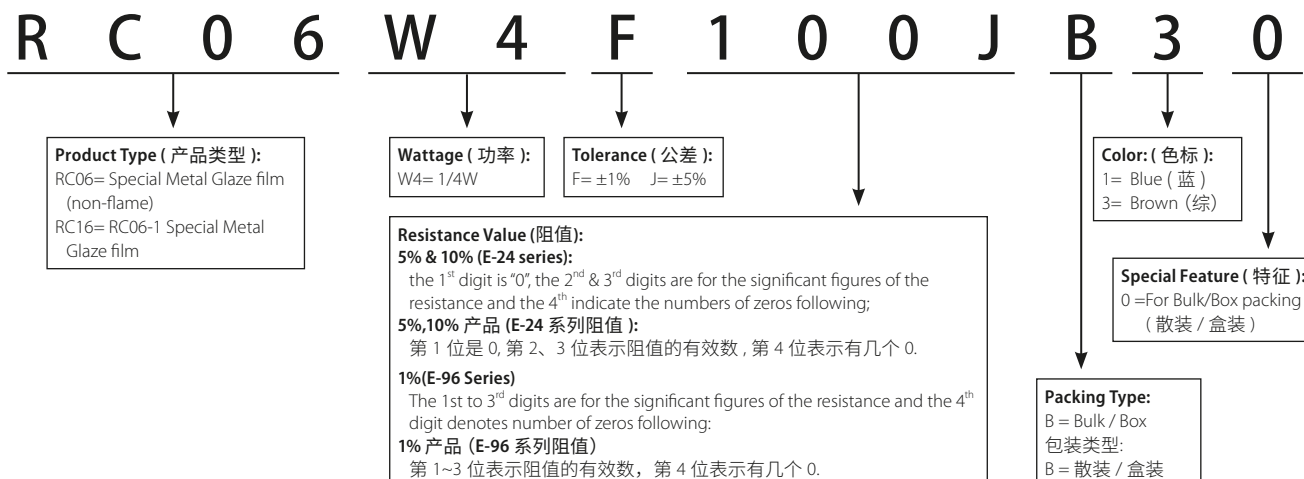 R C 0 6 W 4 F 1 0 0 J B 3 0
Product Type ( 产品类型 ):
RC06= Special Metal Glaze film
(non-flame)
RC16= RC06-1 Special Metal
Glaze film
Wattage ( 功率 ):
W4= 1/4W
Tolerance ( 公差 ):
F= ±1% J= ±5%
Resistance Value (阻值):
5% & 10% (E-24 series):
the 1st digit is “0”, the 2nd & 3rd digits are for the significant figures of the
resistance and the 4th indicate the numbers of zeros following;
5%,10% 产品 (E-24 系列阻值 ):
第 1 位是 0, 第 2、3 位表示阻值的有效数 , 第 4 位表示有几个 0.
1%(E-96 Series)
The 1st to 3rd digits are for the significant figures of the resistance and the 4th
digit denotes number of zeros following:
1% 产品（E-96 系列阻值）
第 1~3 位表示阻值的有效数，第 4 位表示有几个 0.
Color: ( 色标 ):
1= Blue ( 蓝 )
3= Brown（综）
Special Feature ( 特征 ):
0 =For Bulk/Box packing
( 散装 / 盒装 )
Packing Type:
B = Bulk / Box
包装类型:
B = 散装 / 盒装